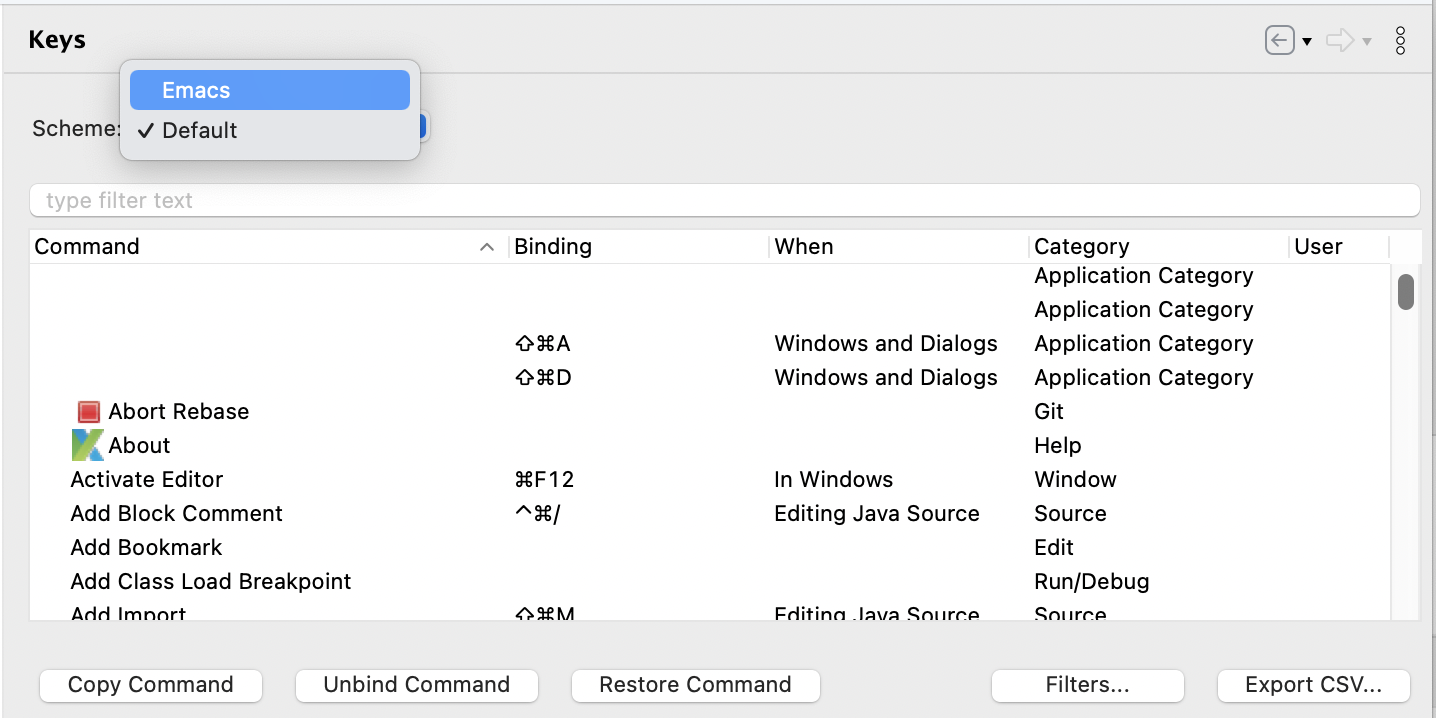 Keys
Emacs
Scheme: ✓ Default
type filter text
Command Binding When Category User
Application Category
Application Category
⇧⌘A Windows and Dialogs Application Category
⇧⌘D Windows and Dialogs Application Category
Abort Rebase Git
About Help
Activate Editor ⌘F12 In Windows Window
Add Block Comment ^⌘/ Editing Java Source Source
Add Bookmark Edit
Add Class Load Breakpoint Run/Debug
Add Import ⇧⌘M Editing Java Source Source
Copy Command Unbind Command Restore Command Filters... Export CSV...